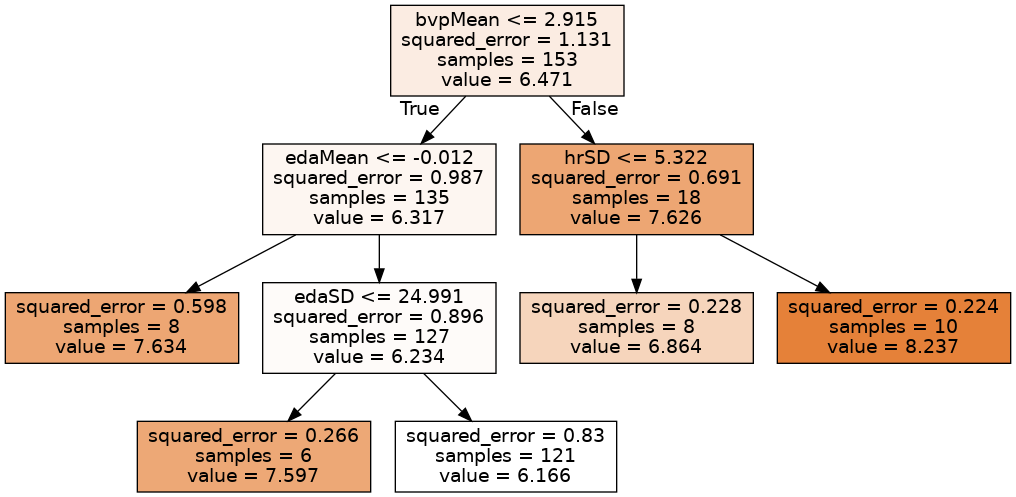 bvpMean <= 2.915
squared_error = 1.131
samples = 153
value = 6.471
True
False
edaMean <= -0.012
squared_error = 0.987
samples = 135
value = 6.317
hrSD <= 5.322
squared_error = 0.691
samples = 18
value = 7.626
squared_error = 0.598
samples = 8
value = 7.634
edaSD <= 24.991
squared_error = 0.896
samples = 127
value = 6.234
squared_error = 0.228
samples = 8
value = 6.864
squared_error = 0.224
samples = 10
value = 8.237
squared_error = 0.266
samples = 6
value = 7.597
squared_error = 0.83
samples = 121
value = 6.166